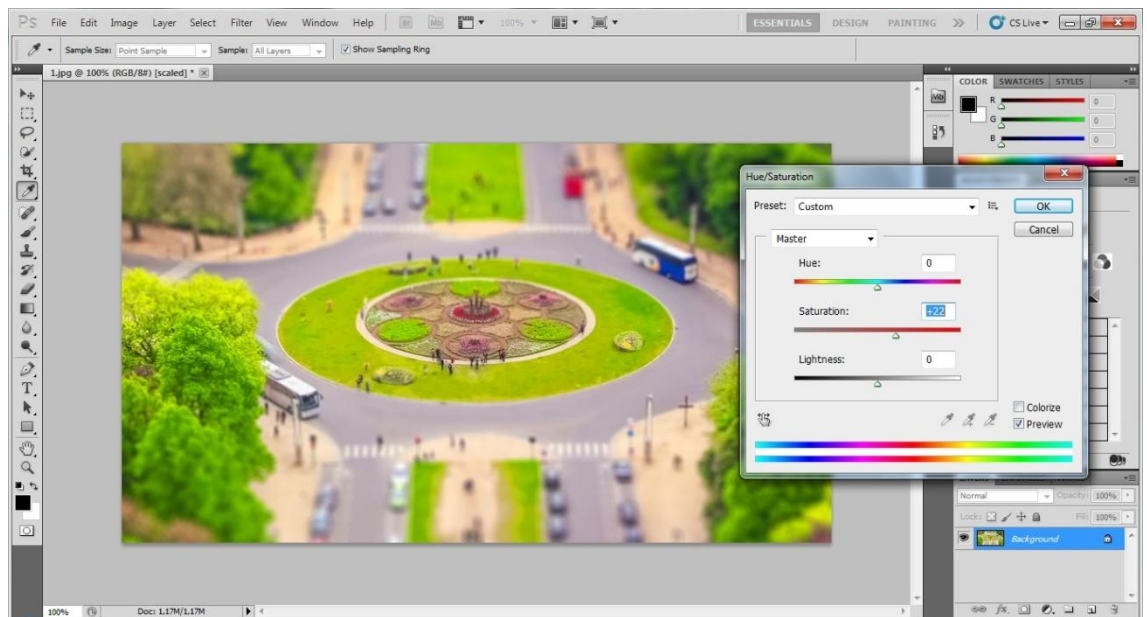 PS File Edit Image Layer Select Filter View Window Help Br Mb 100% ESSENTIALS DESIGN PAINTING CS Live
Sample Size: Point Sample Sample: All Layers Show Sampling Ring
1.jpg @ 100% (RGB/8#) [scaled] *
COLOR SWATCHES STYLES
R 0
G 0
B 0
Hue/Saturation
Preset: Custom OK
Cancel
Master
Hue: 0
Saturation: +22
Lightness: 0
Colorize
Preview
Normal Opacity: 100%
Lock: Fill: 100%
Background
100% Doc: 1,17M/1,17M